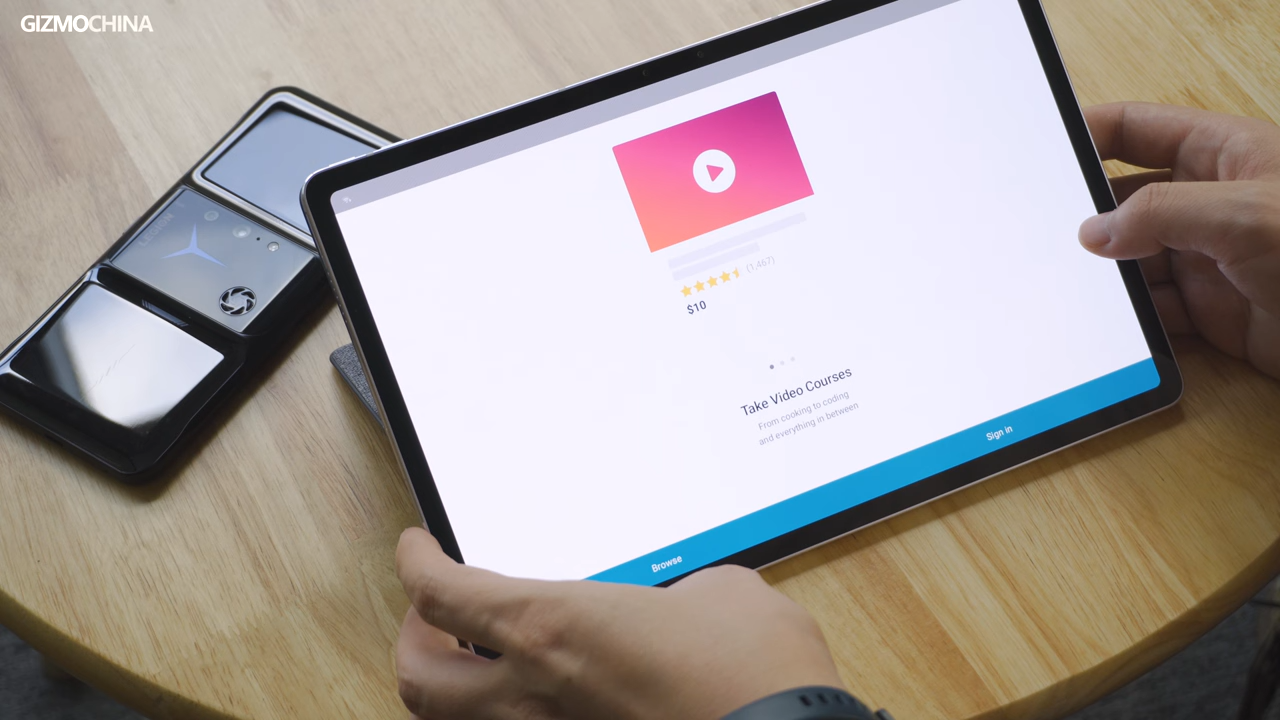 GIZMOCHINA
(1,467)
$10
Take Video Courses
From cooking to coding
and everything in between
Browse
Sign in